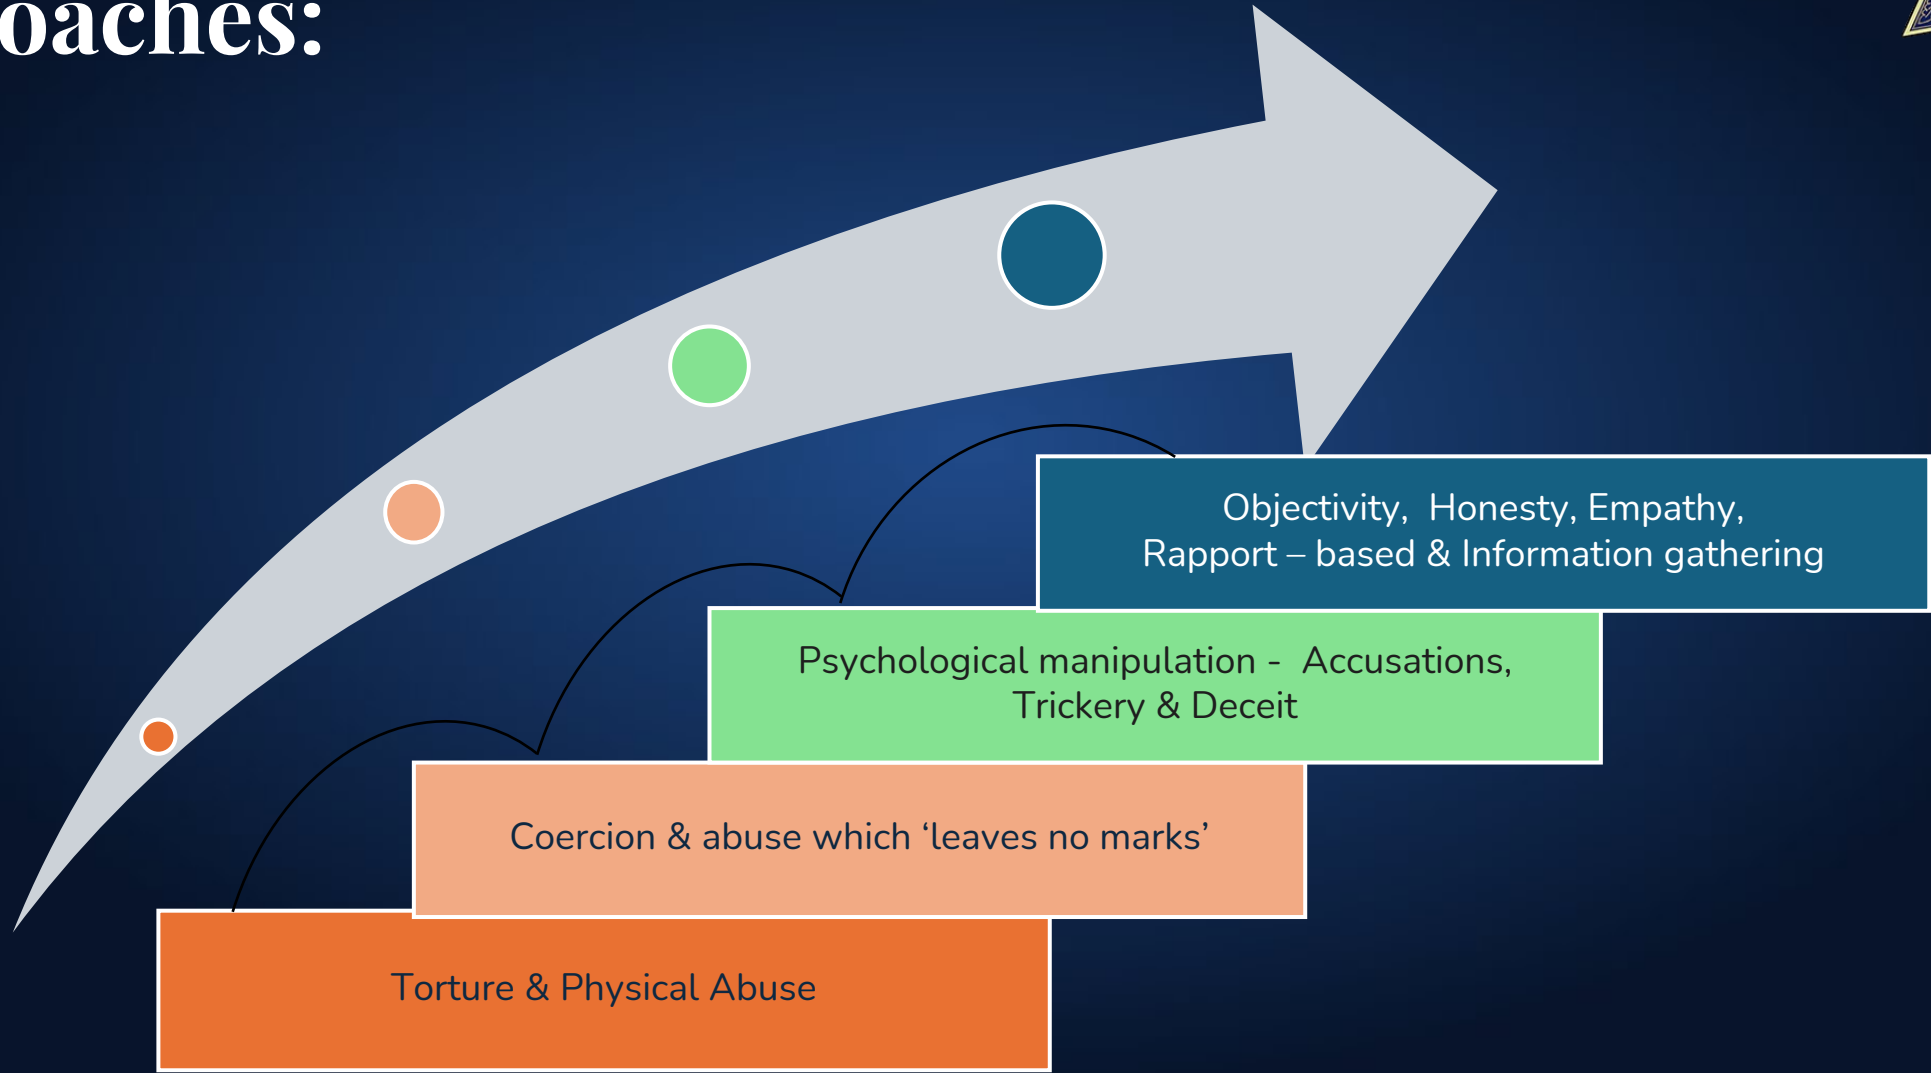 oaches:
Objectivity,  Honesty, Empathy,
Rapport – based & Information gathering
Psychological manipulation -  Accusations,
Trickery & Deceit
Coercion & abuse which ‘leaves no marks’
Torture & Physical Abuse